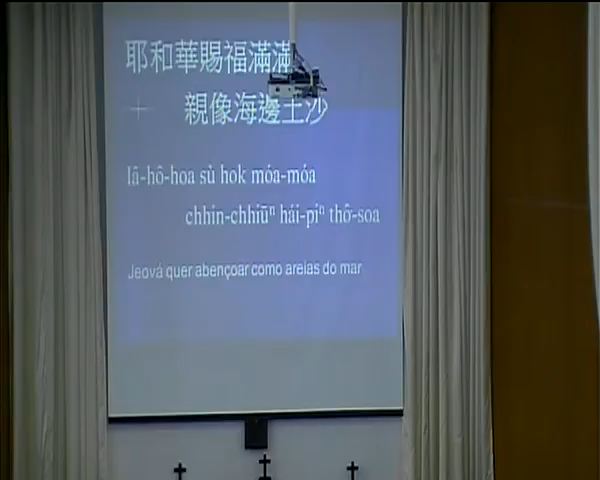 耶和華賜福滿滿
親像海邊土沙
Iâ-hô-hoa sù hok móa-móa
chhin-chhiūⁿ hái-piⁿ thô͘-soa
Jeová quer abençoar como areias do mar